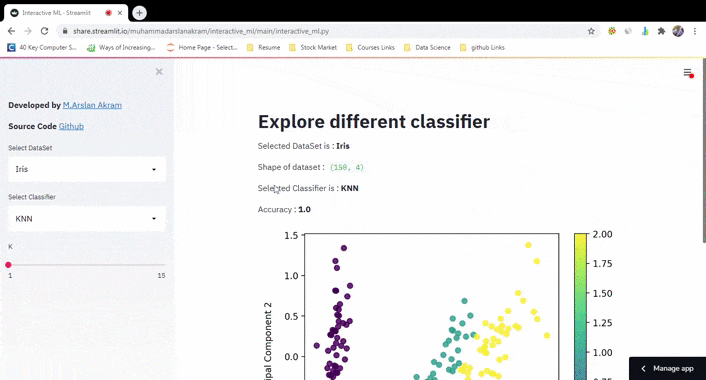 Interactive ML - Streamlit
share.streamlit.io/muhammadarslanakram/interactive_ml/main/interactive_ml.py
40 Key Computer S...
Ways of Increasing...
Home Page - Select...
Resume
Stock Market
Courses Links
Data Science
github Links
Developed by M.Arslan Akram
Source Code Github
Select DataSet
Iris
Select Classifier
KNN
K
1
15
Explore different classifier
Selected DataSet is : Iris
Shape of dataset : (150, 4)
Selected Classifier is : KNN
Accuracy : 1.0
1.5
1.0
0.5
0.0
cipal Component 2
2.00
1.75
1.50
1.25
1.00
Manage app